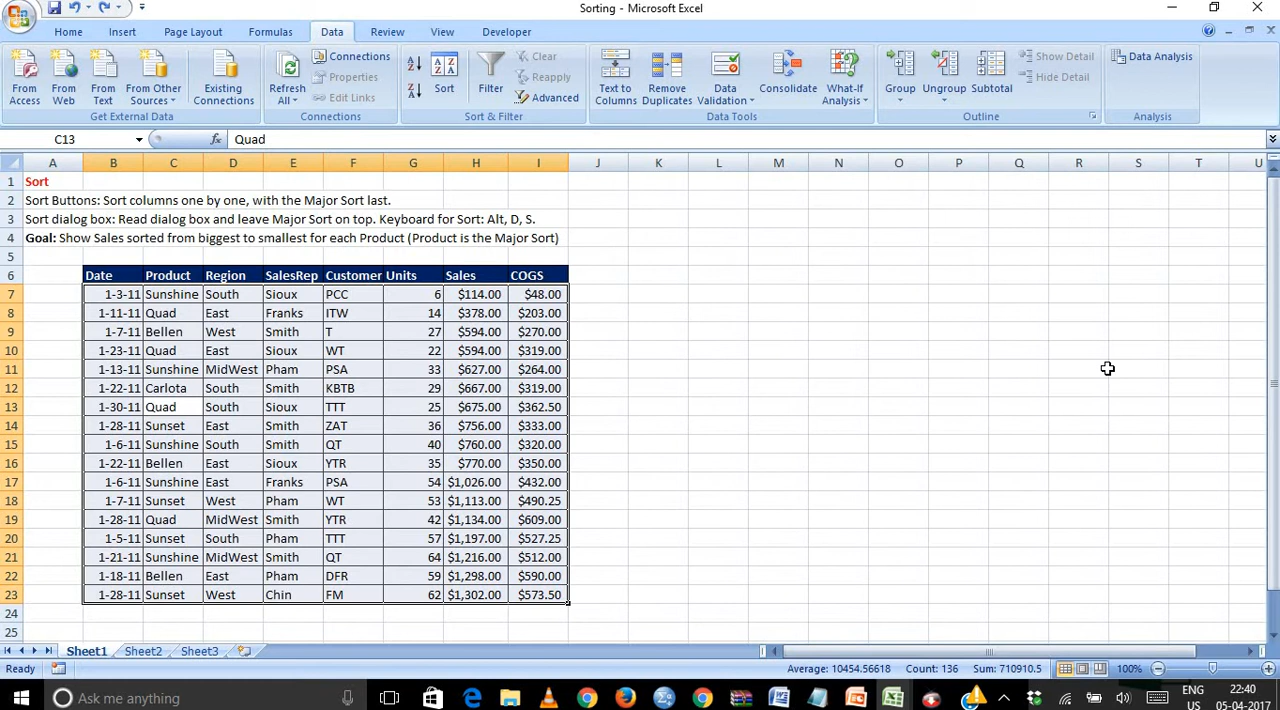 Sorting - Microsoft Excel
Home Insert Page Layout Formulas Data Review View Developer
From Access
From Web
From Text
From Other Sources
Existing Connections
Get External Data
Refresh All
Connections
Properties
Edit Links
Connections
Sort
Filter
Clear
Reapply
Advanced
Sort & Filter
Text to Columns
Remove Duplicates
Data Validation
Consolidate
What-If Analysis
Data Tools
Group
Ungroup
Subtotal
Show Detail
Hide Detail
Outline
Data Analysis
Analysis
C13 fx Quad
A B C D E F G H I J K L M N O P Q R S T U
1 Sort
2 Sort Buttons: Sort columns one by one, with the Major Sort last.
3 Sort dialog box: Read dialog box and leave Major Sort on top. Keyboard for Sort: Alt, D, S.
4 Goal: Show Sales sorted from biggest to smallest for each Product (Product is the Major Sort)
5
6 Date Product Region SalesRep Customer Units Sales COGS
7 1-3-11 Sunshine South Sioux PCC 6 $114.00 $48.00
8 1-11-11 Quad East Franks ITW 14 $378.00 $203.00
9 1-7-11 Bellen West Smith T 27 $594.00 $270.00
10 1-23-11 Quad East Sioux WT 22 $594.00 $319.00
11 1-13-11 Sunshine MidWest Pham PSA 33 $627.00 $264.00
12 1-22-11 Carlota South Smith KBTB 29 $667.00 $319.00
13 1-30-11 Quad South Sioux TTT 25 $675.00 $362.50
14 1-28-11 Sunset East Smith ZAT 36 $756.00 $333.00
15 1-6-11 Sunshine South Smith QT 40 $760.00 $320.00
16 1-22-11 Bellen East Sioux YTR 35 $770.00 $350.00
17 1-6-11 Sunshine East Franks PSA 54 $1,026.00 $432.00
18 1-7-11 Sunset West Pham WT 53 $1,113.00 $490.25
19 1-28-11 Quad MidWest Smith YTR 42 $1,134.00 $609.00
20 1-5-11 Sunset South Pham TTT 57 $1,197.00 $527.25
21 1-21-11 Sunshine MidWest Smith QT 64 $1,216.00 $512.00
22 1-18-11 Bellen East Pham DFR 59 $1,298.00 $590.00
23 1-28-11 Sunset West Chin FM 62 $1,302.00 $573.50
24
25
Sheet1 Sheet2 Sheet3
Ready Average: 10454.56618 Count: 136 Sum: 710910.5 100%
Ask me anything
ENG 22:40
US 05-04-2017